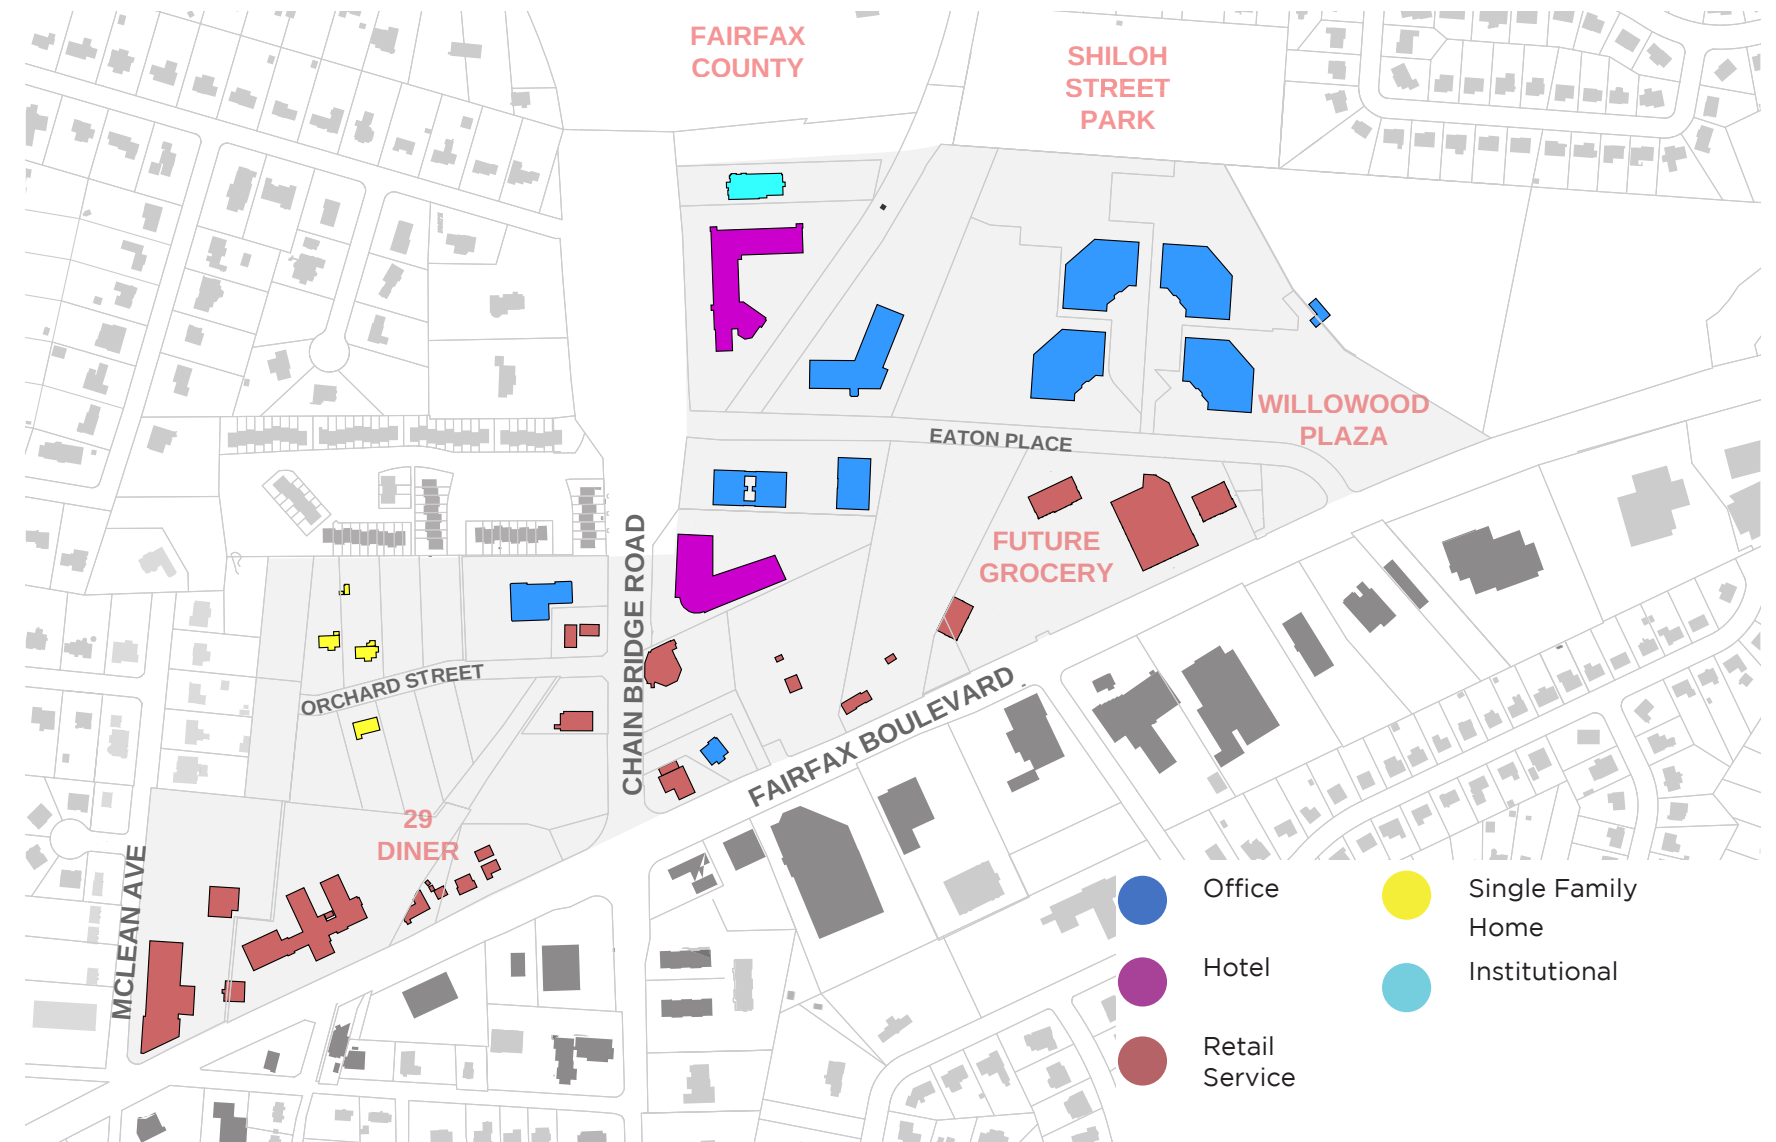 FAIRFAX
COUNTY
SHILOH
STREET
PARK
WILLOWOOD
PLAZA
EATON PLACE
FUTURE
GROCERY
CHAIN BRIDGE ROAD
ORCHARD STREET
FAIRFAX BOULEVARD
29
DINER
MCLEAN AVE
Office
Hotel
Retail
Service
Single Family
Home
Institutional